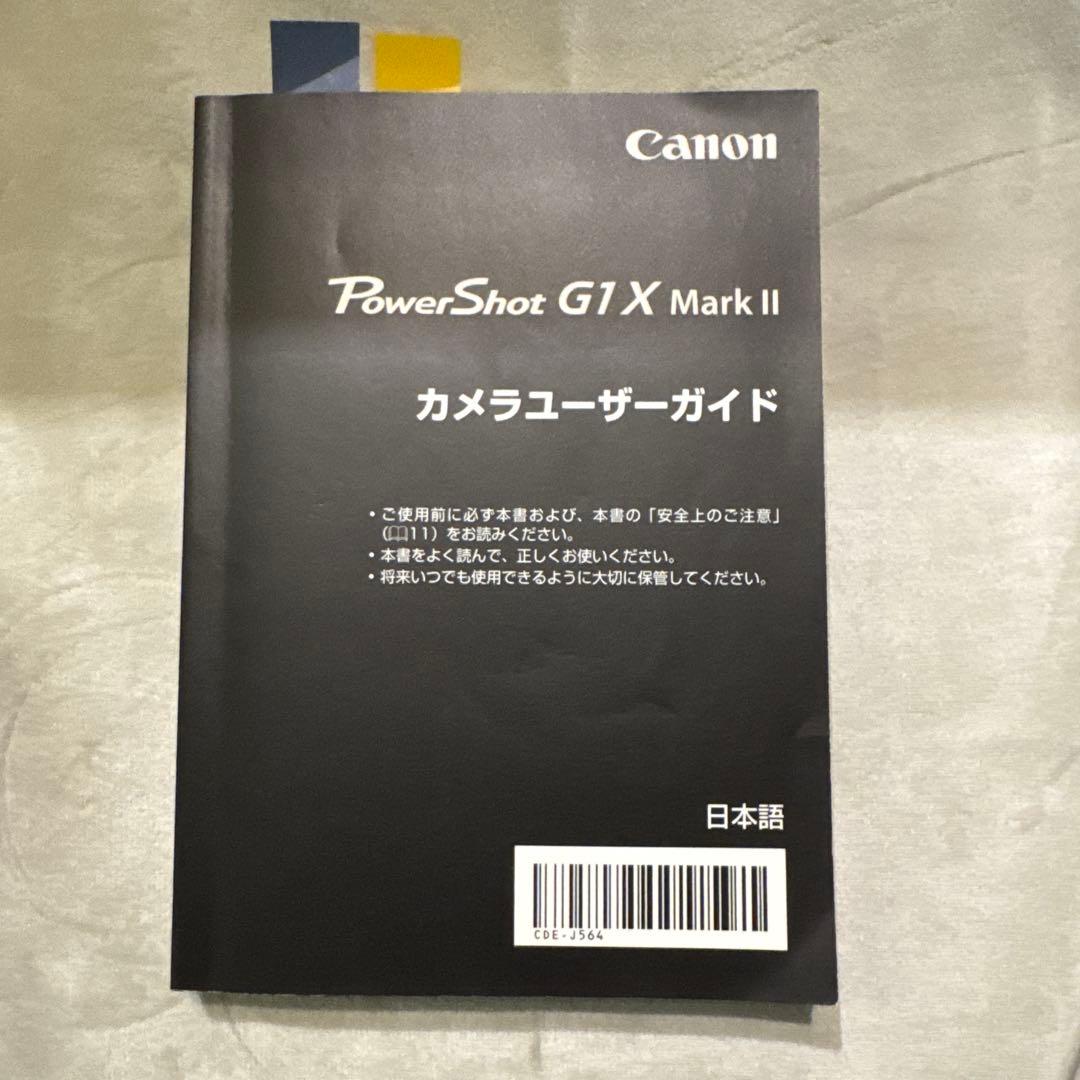 Canon
PowerShot G1 X Mark II
カメラユーザーガイド
・ご使用前に必ず本書および、本書の「安全上のご注意」
（📖11）をお読みください。
・本書をよく読んで、正しくお使いください。
・将来いつでも使用できるように大切に保管してください。
日本語
CDE-J564